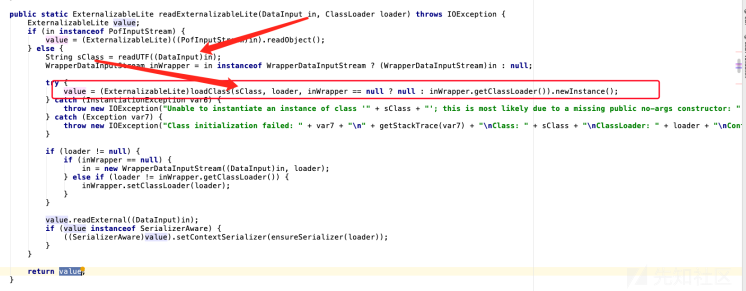 public static ExternalizableLite readExternalizableLite(DataInput in, ClassLoader loader) throws IOException {
ExternalizableLite value;
if (in instanceof PofInputStream) {
value = (ExternalizableLite)((PofInputStream)in).readObject();
} else {
String sClass = readUTF((DataInput)in);
WrapperDataInputStream inWrapper = in instanceof WrapperDataInputStream ? (WrapperDataInputStream)in : null;
try {
value = (ExternalizableLite)loadClass(sClass, loader, inWrapper == null ? null : inWrapper.getClassLoader()).newInstance();
} catch (InstantiationException var6) {
throw new IOException("Unable to instantiate an instance of class '" + sClass + "'; this is most likely due to a missing public no-args constructor: "
} catch (Exception var7) {
throw new IOException("Class initialization failed: " + var7 + "\n" + getStackTrace(var7) + "\nClass: " + sClass + "\nClassLoader: " + loader + "\nCon
}
if (loader != null) {
if (inWrapper == null) {
in = new WrapperDataInputStream((DataInput)in, loader);
} else if (loader != inWrapper.getClassLoader()) {
inWrapper.setClassLoader(loader);
}
}
value.readExternal((DataInput)in);
if (value instanceof SerializerAware) {
((SerializerAware)value).setContextSerializer(ensureSerializer(loader));
}
}
return value;
}
先知社区